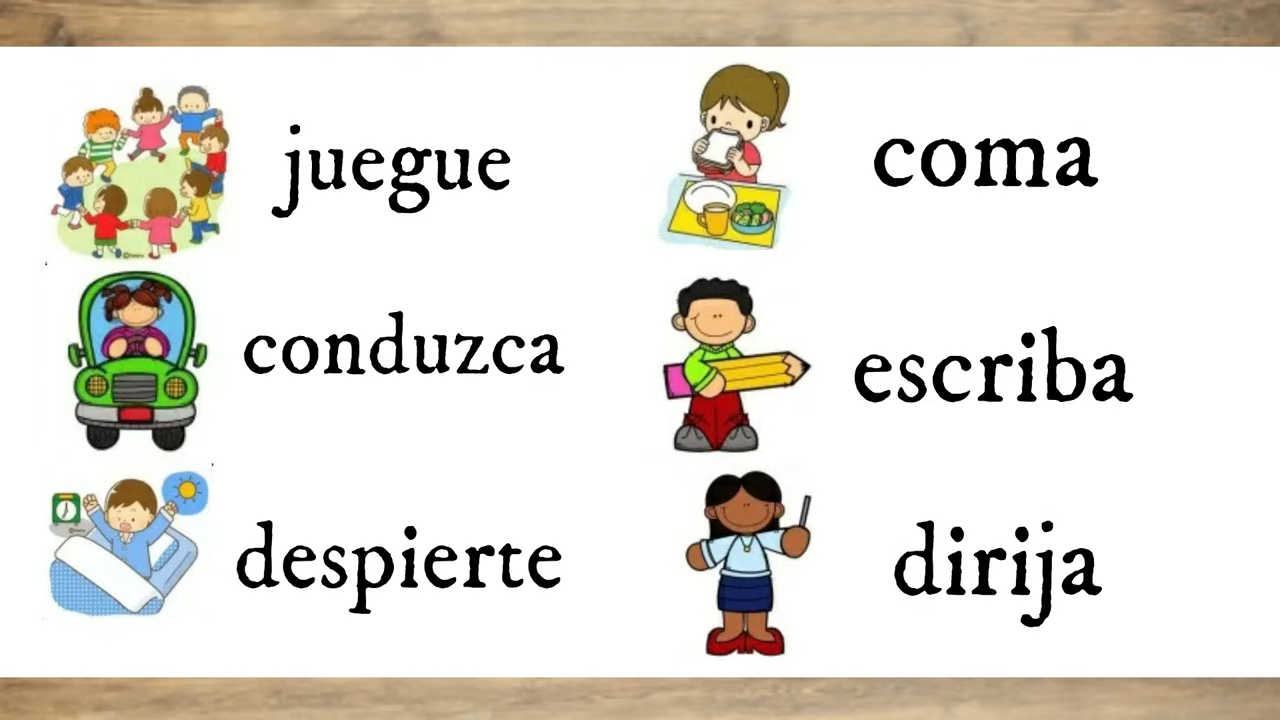 juegue
coma
conduzca
escriba
despierte
dirija